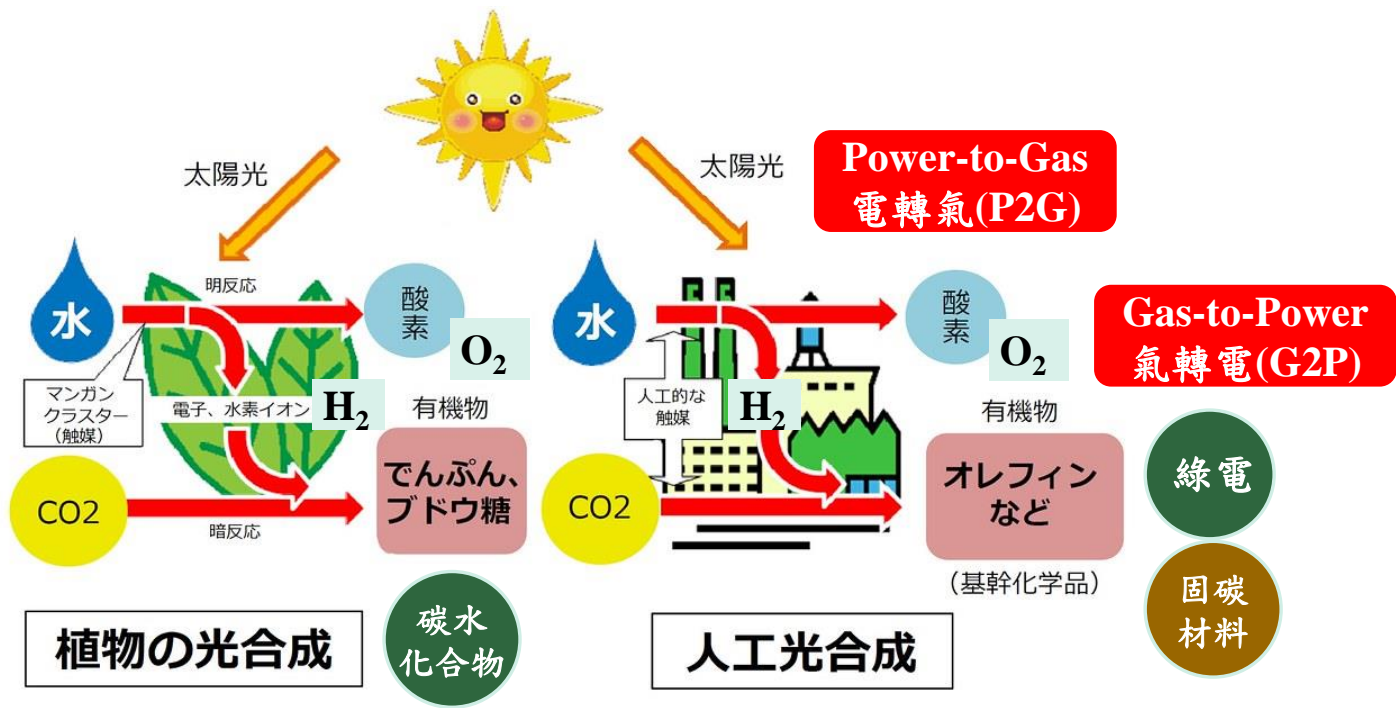 太陽光
太陽光
Power-to-Gas
電轉氣(P2G)
水
明反応
酸
素
O2
マンガン
クラスター
(触媒)
電子、水素イオン
H2
有機物
でんぷん、
ブドウ糖
CO2
暗反応
植物の光合成
碳水
化合物
水
酸
素
O2
人工的な
触媒
H2
有機物
オレフィン
など
CO2
(基幹化学品)
人工光合成
Gas-to-Power
氣轉電(G2P)
綠電
固碳
材料